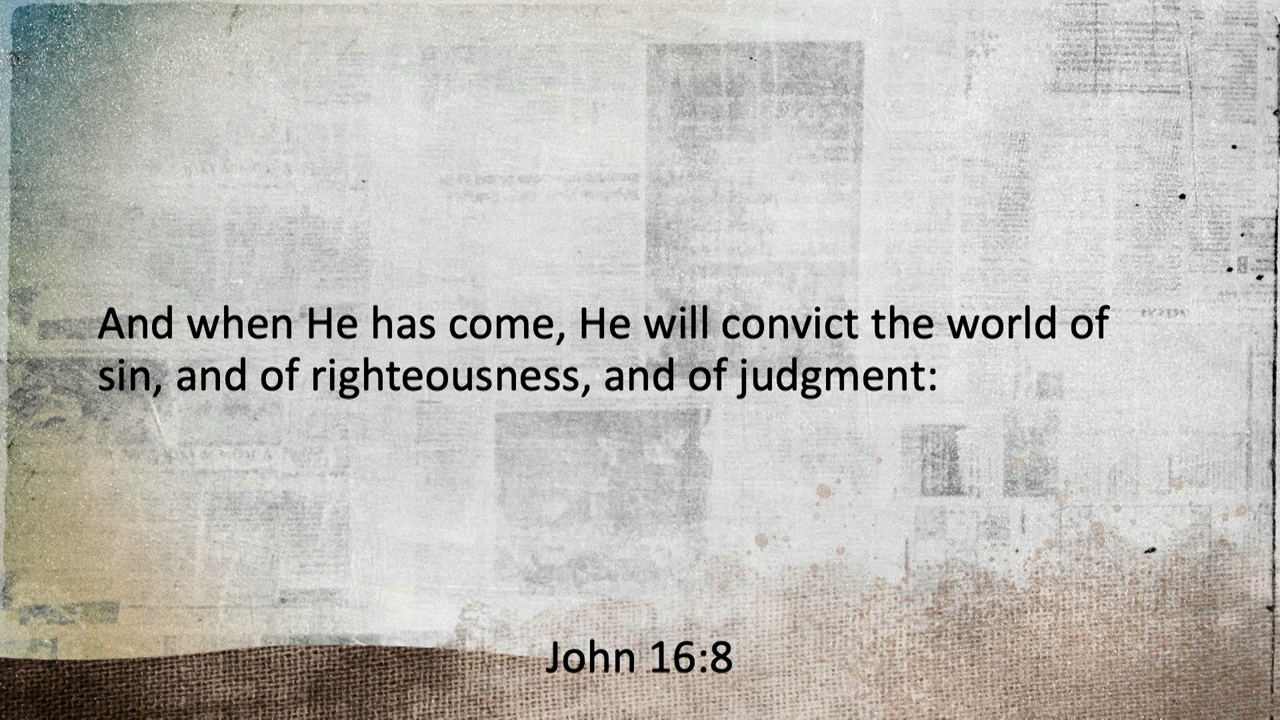 And when He has come, He will convict the world of
sin, and of righteousness, and of judgment:
John 16:8